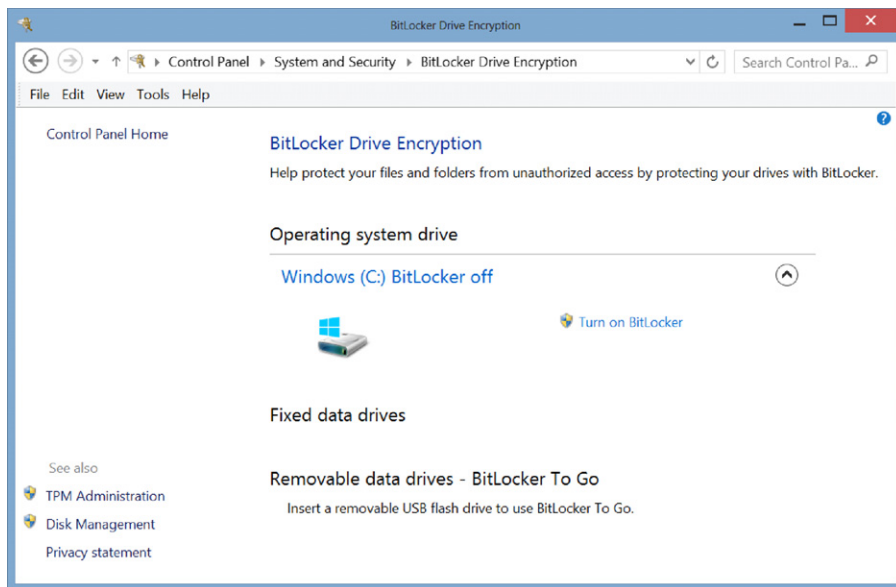 BitLocker Drive Encryption
Control Panel System and Security BitLocker Drive Encryption Search Control Pa...
File Edit View Tools Help
Control Panel Home
BitLocker Drive Encryption
Help protect your files and folders from unauthorized access by protecting your drives with BitLocker.
Operating system drive
Windows (C:) BitLocker off
Turn on BitLocker
Fixed data drives
Removable data drives - BitLocker To Go
Insert a removable USB flash drive to use BitLocker To Go.
See also
TPM Administration
Disk Management
Privacy statement